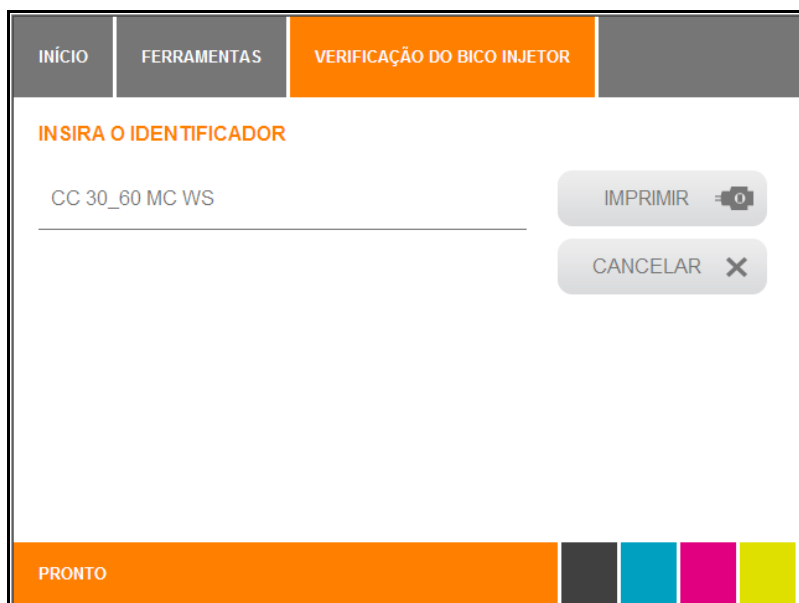 INÍCIO FERRAMENTAS VERIFICAÇÃO DO BICO INJETOR
INSIRA O IDENTIFICADOR
CC 30_60 MC WS
IMPRIMIR
CANCELAR
PRONTO